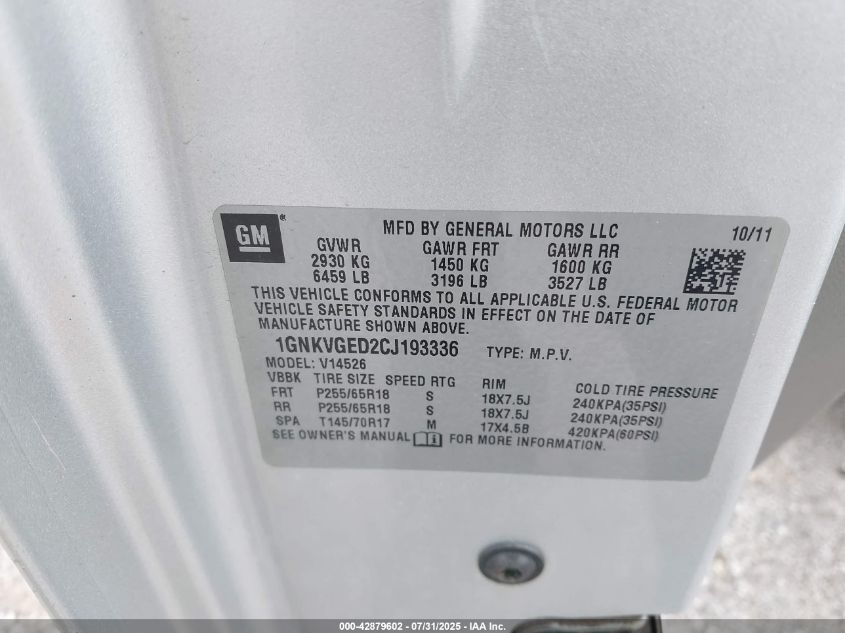 GM
MFD BY GENERAL MOTORS LLC 10/11
GVWR GAWR FRT GAWR RR
2930 KG 1450 KG 1600 KG
6459 LB 3196 LB 3527 LB
THIS VEHICLE CONFORMS TO ALL APPLICABLE U.S. FEDERAL MOTOR
VEHICLE SAFETY STANDARDS IN EFFECT ON THE DATE OF
MANUFACTURE SHOWN ABOVE.
1GNKVGED2CJ193336 TYPE: M.P.V.
MODEL: V14526
VBBK TIRE SIZE SPEED RTG RIM COLD TIRE PRESSURE
FRT P255/65R18 S 18X7.5J 240KPA(35PSI)
RR P255/65R18 S 18X7.5J 240KPA(35PSI)
SPA T145/70R17 M 17X4.5B 420KPA(60PSI)
SEE OWNER'S MANUAL FOR MORE INFORMATION.
000-42879602 - 07/31/2025 - IAA Inc.